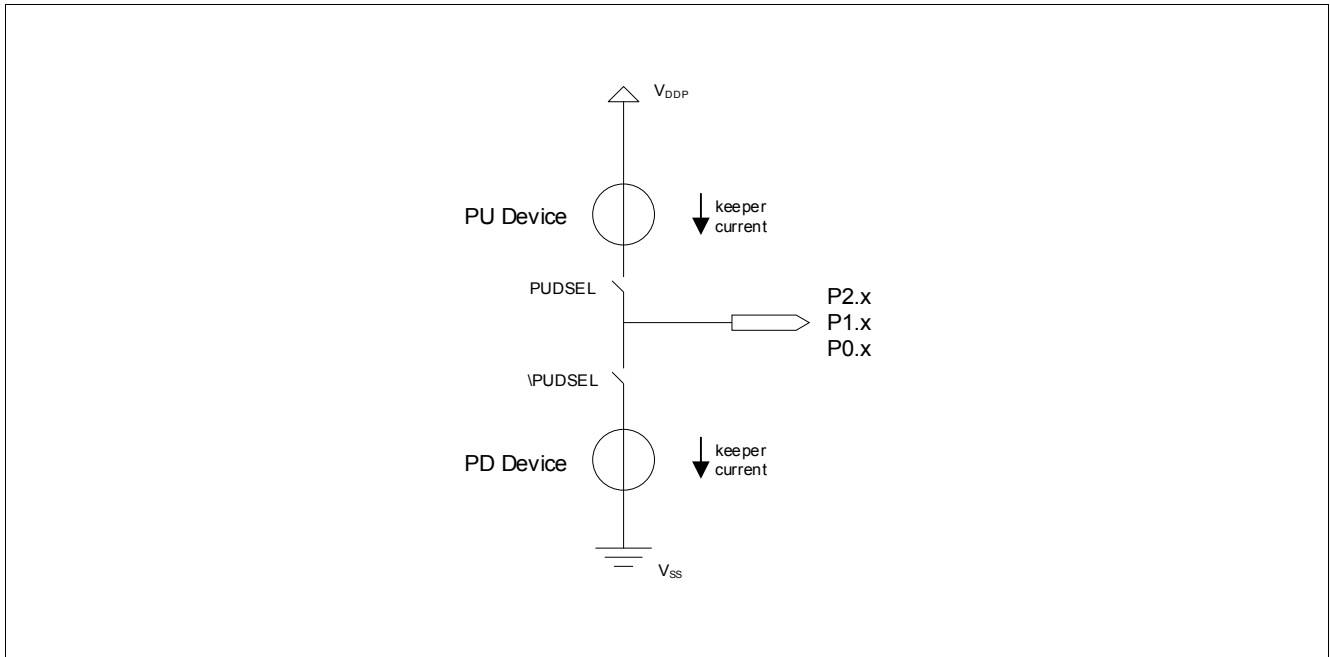 VDDP
PU Device
keeper
current
PUDSEL
P2.x
P1.x
P0.x
\PUDSEL
PD Device
keeper
current
VSS